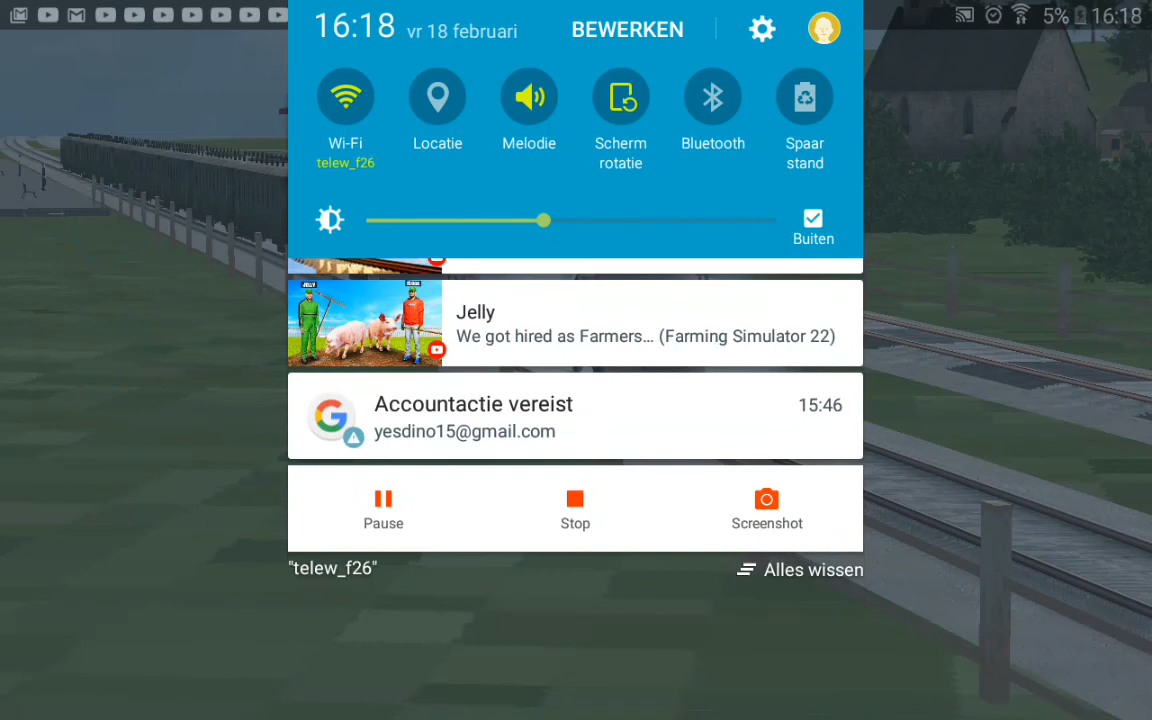 5% 16:18
16:18 vr 18 februari BEWERKEN
Wi-Fi Locatie Melodie Scherm rotatie Bluetooth Spaar stand
telew_f26
Buiten
JELLY
Jelly
We got hired as Farmers... (Farming Simulator 22)
Accountactie vereist 15:46
yesdino15@gmail.com
Pause Stop Screenshot
"telew_f26" Alles wissen